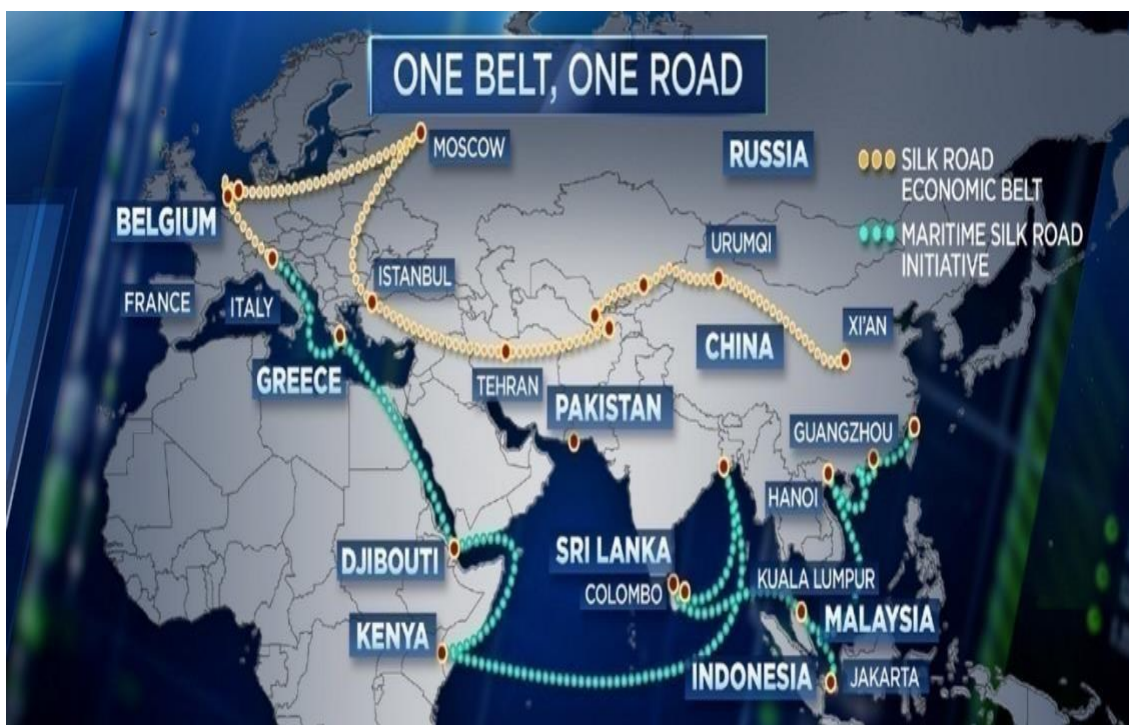 ONE BELT, ONE ROAD
MOSCOW
RUSSIA
SILK ROAD
ECONOMIC BELT
MARITIME SILK ROAD
INITIATIVE
BELGIUM
URUMQI
ISTANBUL
FRANCE
ITALY
XI'AN
CHINA
GREECE
TEHRAN
PAKISTAN
GUANGZHOU
HANOI
DJIBOUTI
SRI LANKA
COLOMBO
KUALA LUMPUR
MALAYSIA
KENYA
INDONESIA
JAKARTA